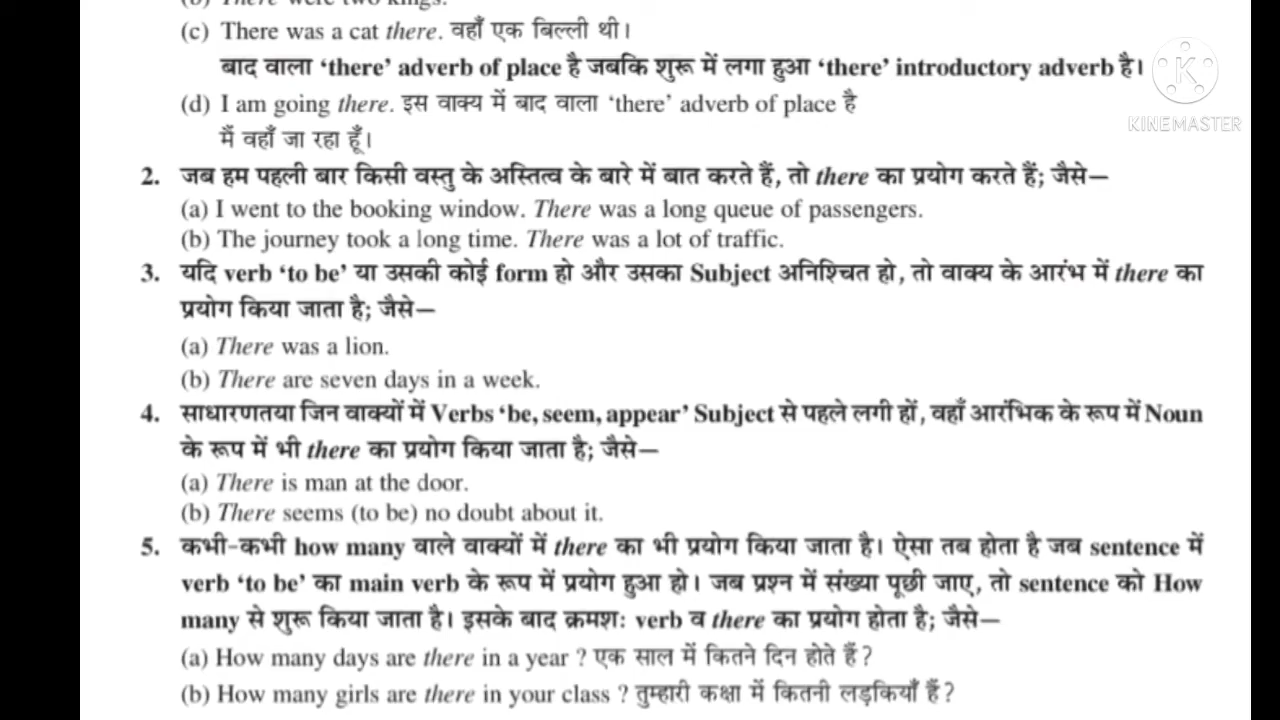 (b) There were two kings.
(c) There was a cat there. वहाँ एक बिल्ली थी।
बाद वाला ‘there’ adverb of place है जबकि शुरू में लगा हुआ ‘there’ introductory adverb है।
(d) I am going there. इस वाक्य में बाद वाला ‘there’ adverb of place है
मैं वहाँ जा रहा हूँ।
KINEMASTER
2. जब हम पहली बार किसी वस्तु के अस्तित्व के बारे में बात करते हैं, तो there का प्रयोग करते हैं; जैसे—
(a) I went to the booking window. There was a long queue of passengers.
(b) The journey took a long time. There was a lot of traffic.
3. यदि verb ‘to be’ या उसकी कोई form हो और उसका Subject अनिश्चित हो, तो वाक्य के आरंभ में there का
प्रयोग किया जाता है; जैसे—
(a) There was a lion.
(b) There are seven days in a week.
4. साधारणतया जिन वाक्यों में Verbs ‘be, seem, appear’ Subject से पहले लगी हों, वहाँ आरंभिक के रूप में Noun
के रूप में भी there का प्रयोग किया जाता है; जैसे—
(a) There is man at the door.
(b) There seems (to be) no doubt about it.
5. कभी-कभी how many वाले वाक्यों में there का भी प्रयोग किया जाता है। ऐसा तब होता है जब sentence में
verb ‘to be’ का main verb के रूप में प्रयोग हुआ हो। जब प्रश्न में संख्या पूछी जाए, तो sentence को How
many से शुरू किया जाता है। इसके बाद क्रमशः verb व there का प्रयोग होता है; जैसे—
(a) How many days are there in a year ? एक साल में कितने दिन होते हैं?
(b) How many girls are there in your class ? तुम्हारी कक्षा में कितनी लड़कियाँ हैं?